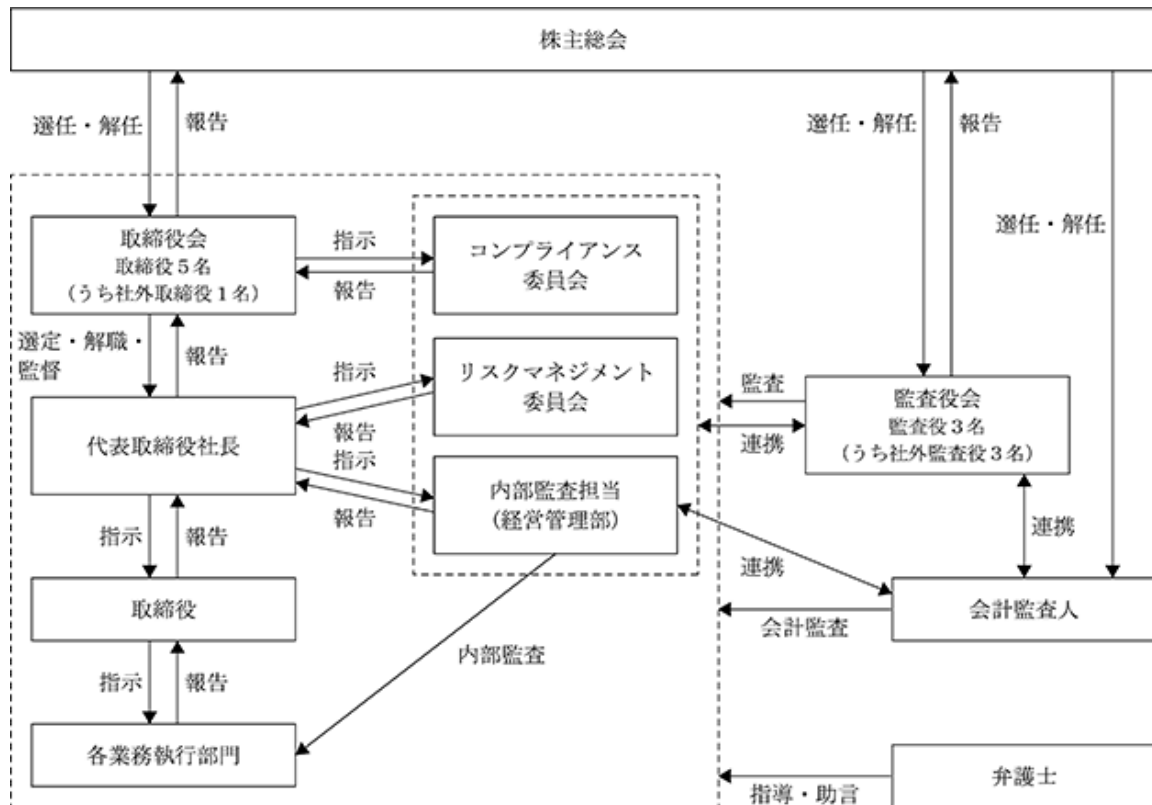 株主総会
選任・解任
報告
選任・解任
報告
選任・解任
取締役会
取締役5名
(うち社外取締役1名)
指示
報告
コンプライアンス
委員会
選定・解職・
監督
報告
指示
報告
リスクマネジメント
委員会
監査
連携
監査役会
監査役3名
(うち社外監査役3名)
代表取締役社長
指示
報告
内部監査担当
(経営管理部)
連携
連携
指示
報告
取締役
会計監査人
会計監査
内部監査
指示
報告
各業務執行部門
弁護士
指導・助言